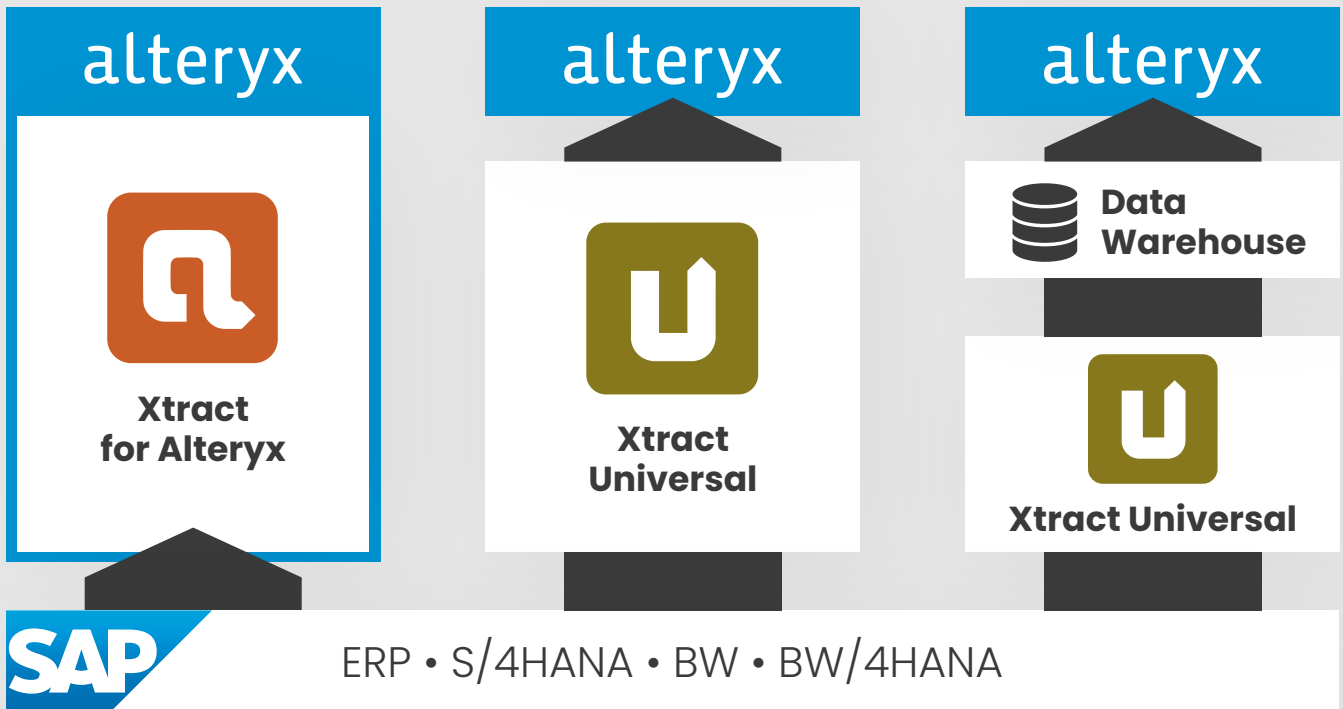 alteryx
Xtract
for Alteryx
alteryx
Xtract
Universal
alteryx
Data
Warehouse
Xtract Universal
SAP
ERP • S/4HANA • BW • BW/4HANA